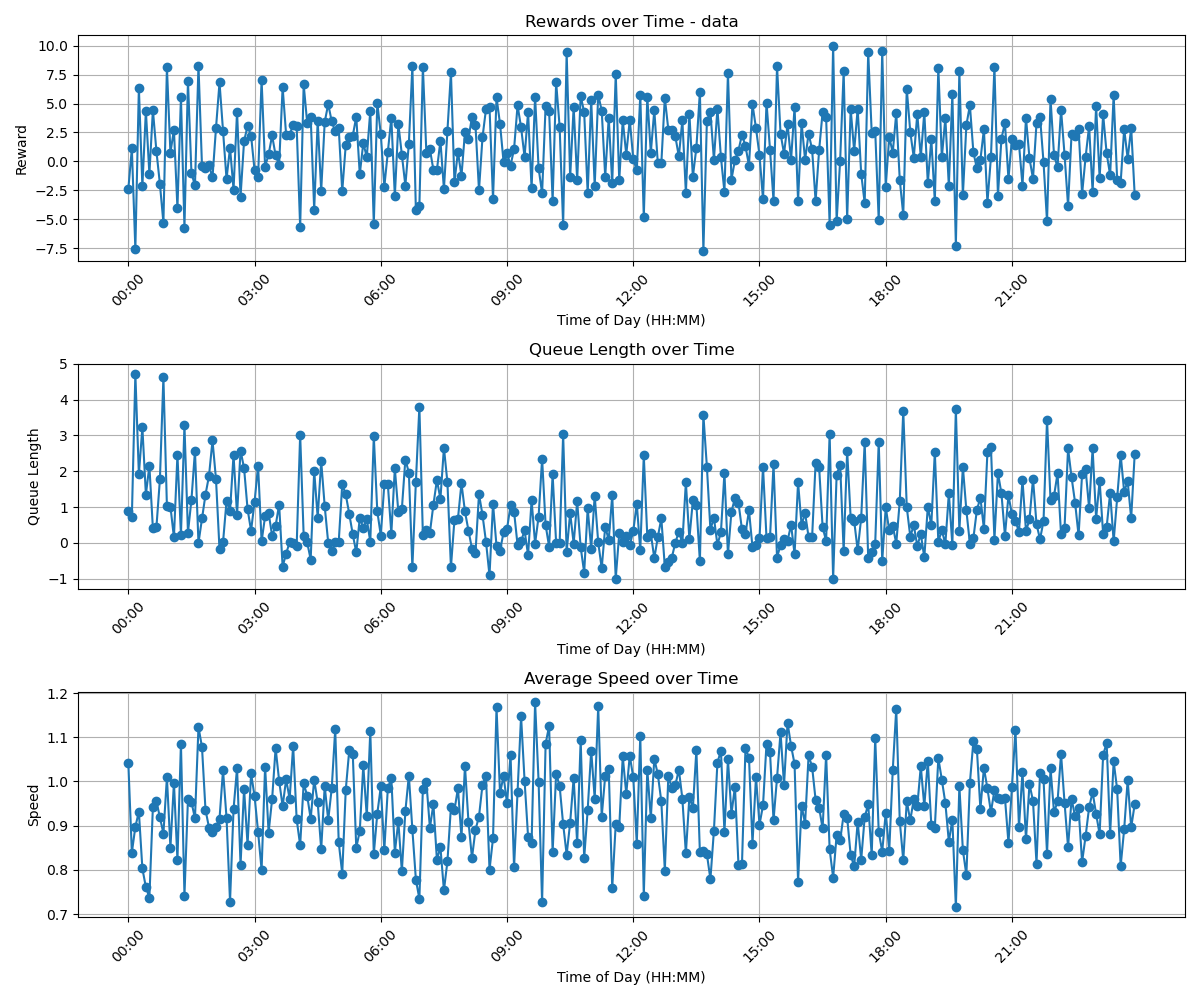 Rewards over Time - data
10.0
7.5
5.0
2.5
0.0
−2.5
−5.0
−7.5
Reward
00:00 03:00 06:00 09:00 12:00 15:00 18:00 21:00
Time of Day (HH:MM)
Queue Length over Time
5
4
3
2
1
0
−1
Queue Length
00:00 03:00 06:00 09:00 12:00 15:00 18:00 21:00
Time of Day (HH:MM)
Average Speed over Time
1.2
1.1
1.0
0.9
0.8
0.7
Speed
00:00 03:00 06:00 09:00 12:00 15:00 18:00 21:00
Time of Day (HH:MM)